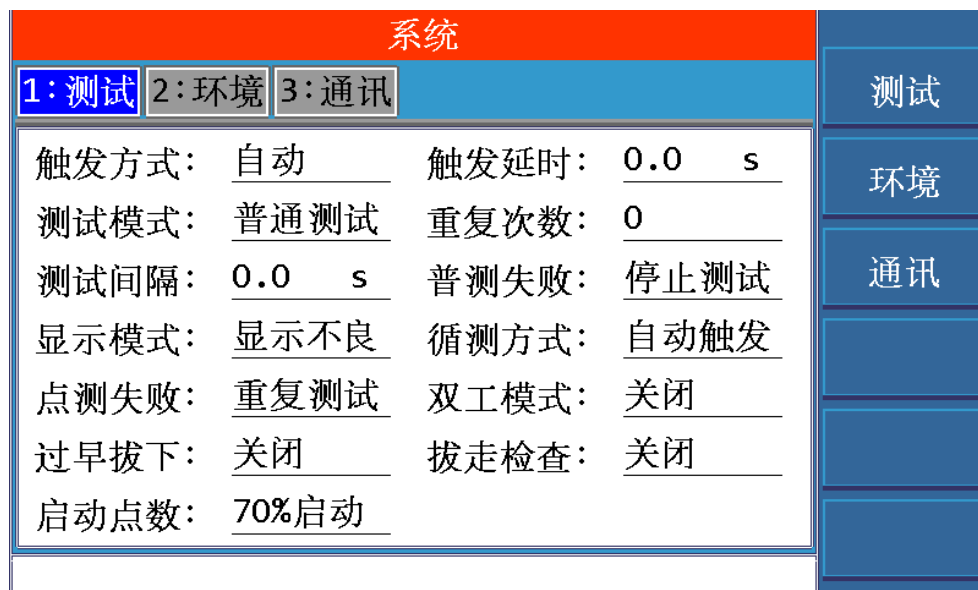 系统
1:测试 2:环境 3:通讯
触发方式: 自动 触发延时: 0.0 s
测试模式: 普通测试 重复次数: 0
测试间隔: 0.0 s 普测失败: 停止测试
显示模式: 显示不良 循测方式: 自动触发
点测失败: 重复测试 双工模式: 关闭
过早拔下: 关闭 拔走检查: 关闭
启动点数: 70%启动
测试
环境
通讯